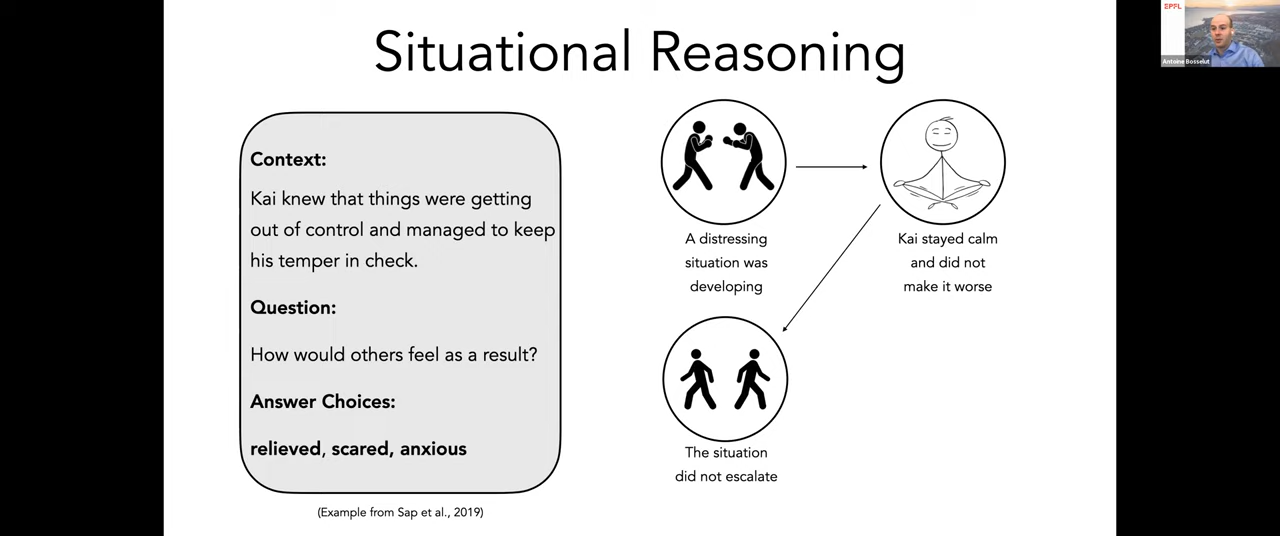 Situational Reasoning
Context:
Kai knew that things were getting
out of control and managed to keep
his temper in check.
Question:
How would others feel as a result?
Answer Choices:
relieved, scared, anxious
(Example from Sap et al., 2019)
A distressing
situation was
developing
Kai stayed calm
and did not
make it worse
The situation
did not escalate
EPFL
Antoine Bosselut